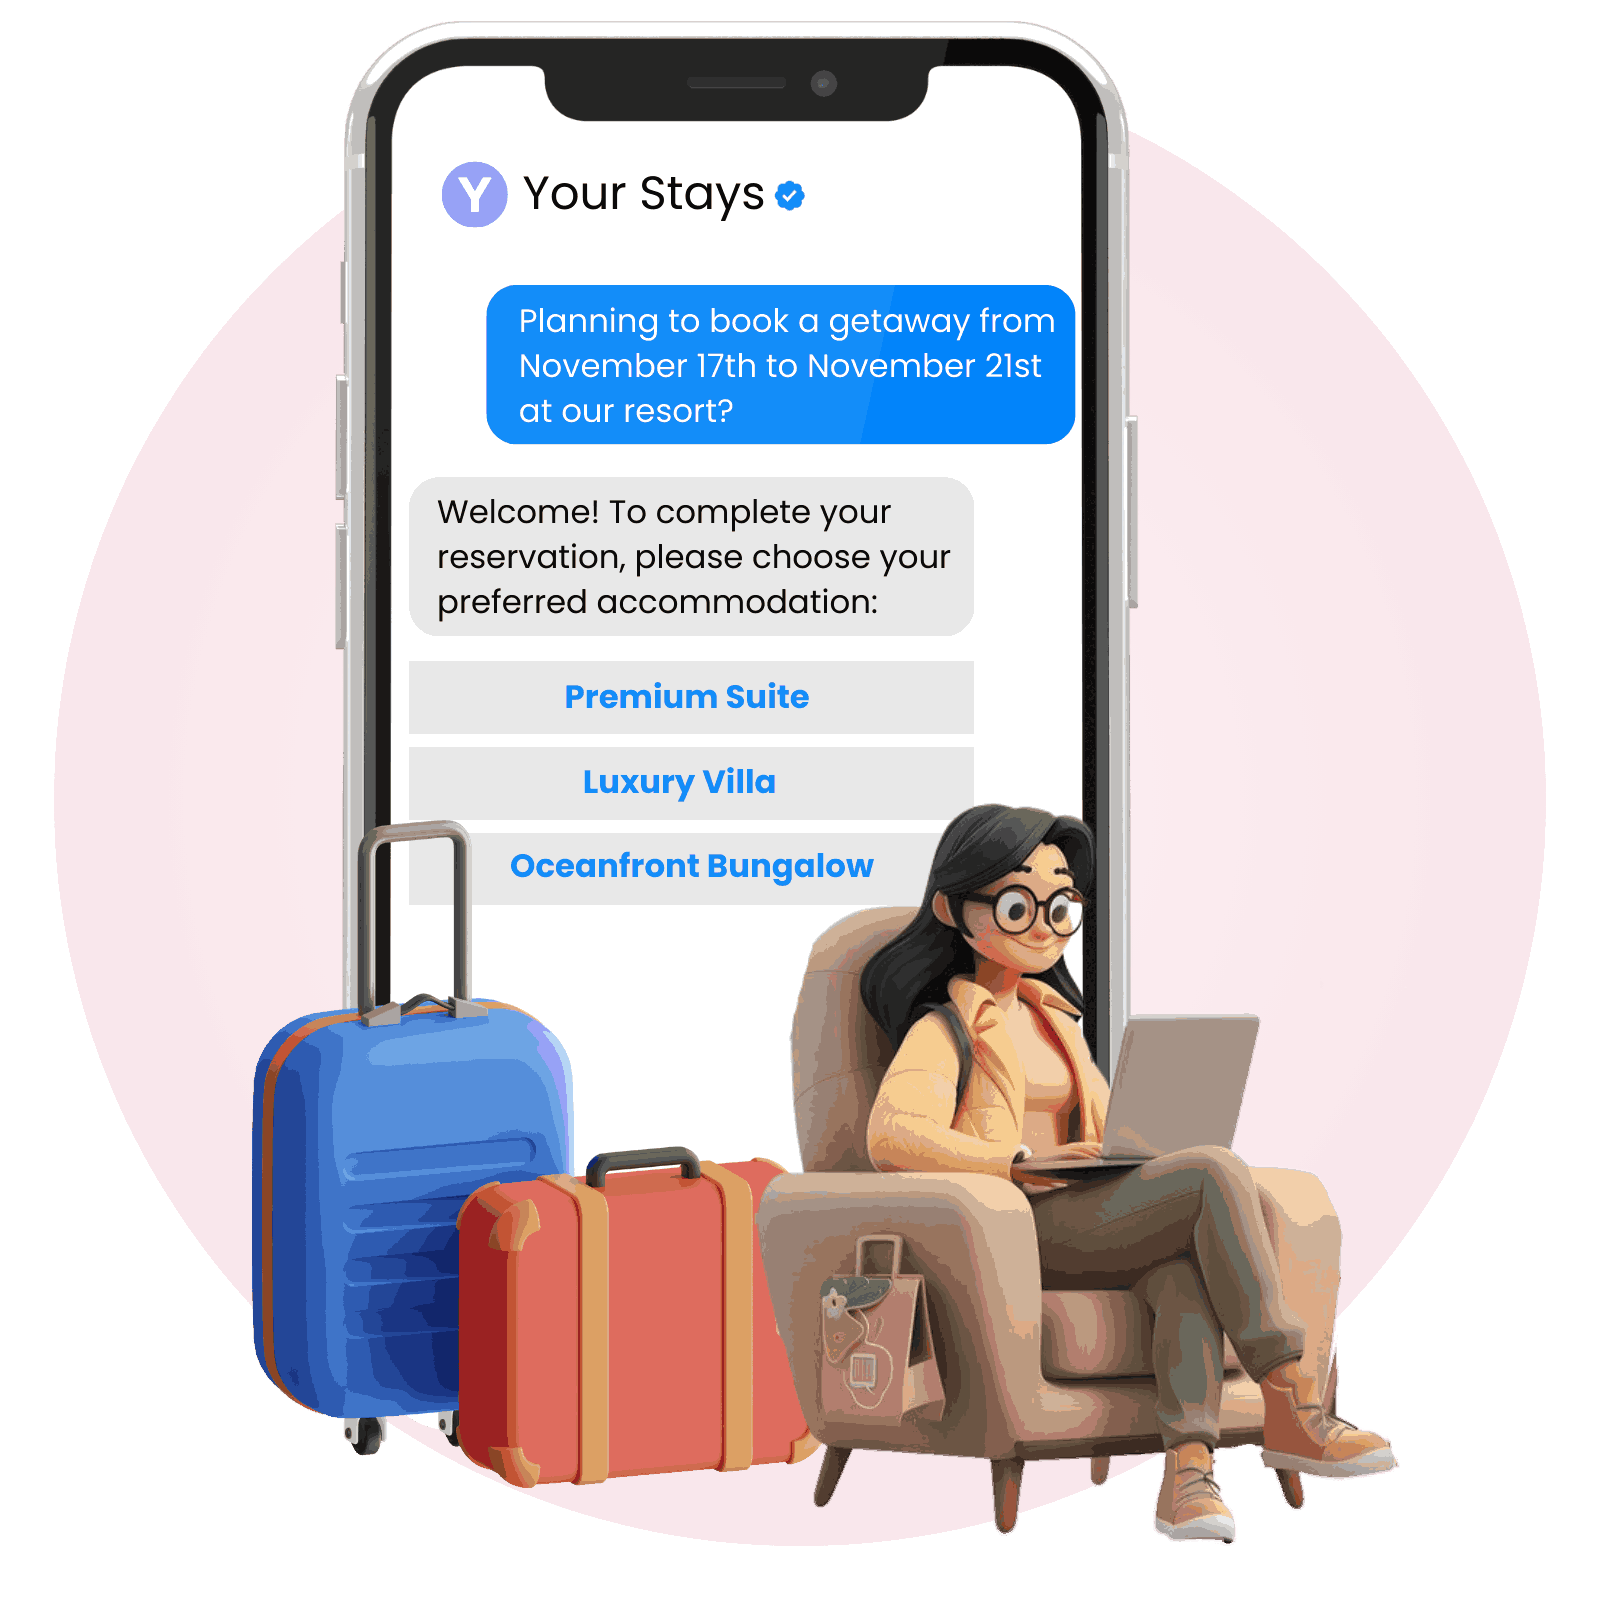 Y Your Stays
Planning to book a getaway from
November 17th to November 21st
at our resort?
Welcome! To complete your
reservation, please choose your
preferred accommodation:
Premium Suite
Luxury Villa
Oceanfront Bungalow